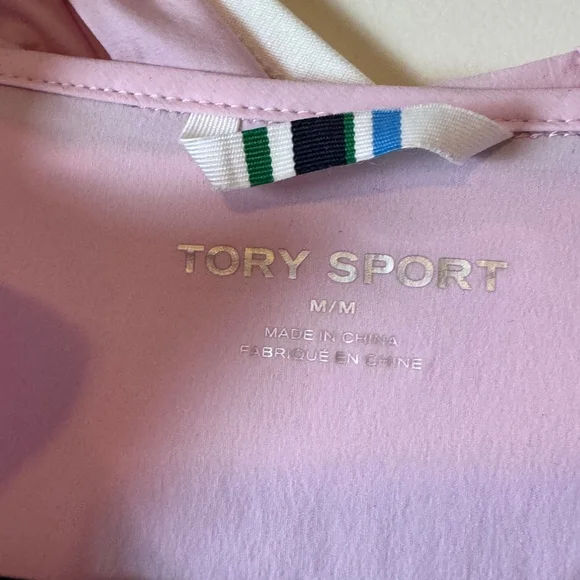 TORY SPORT
M/M
MADE IN CHINA
FABRIQUÉ EN CHINE